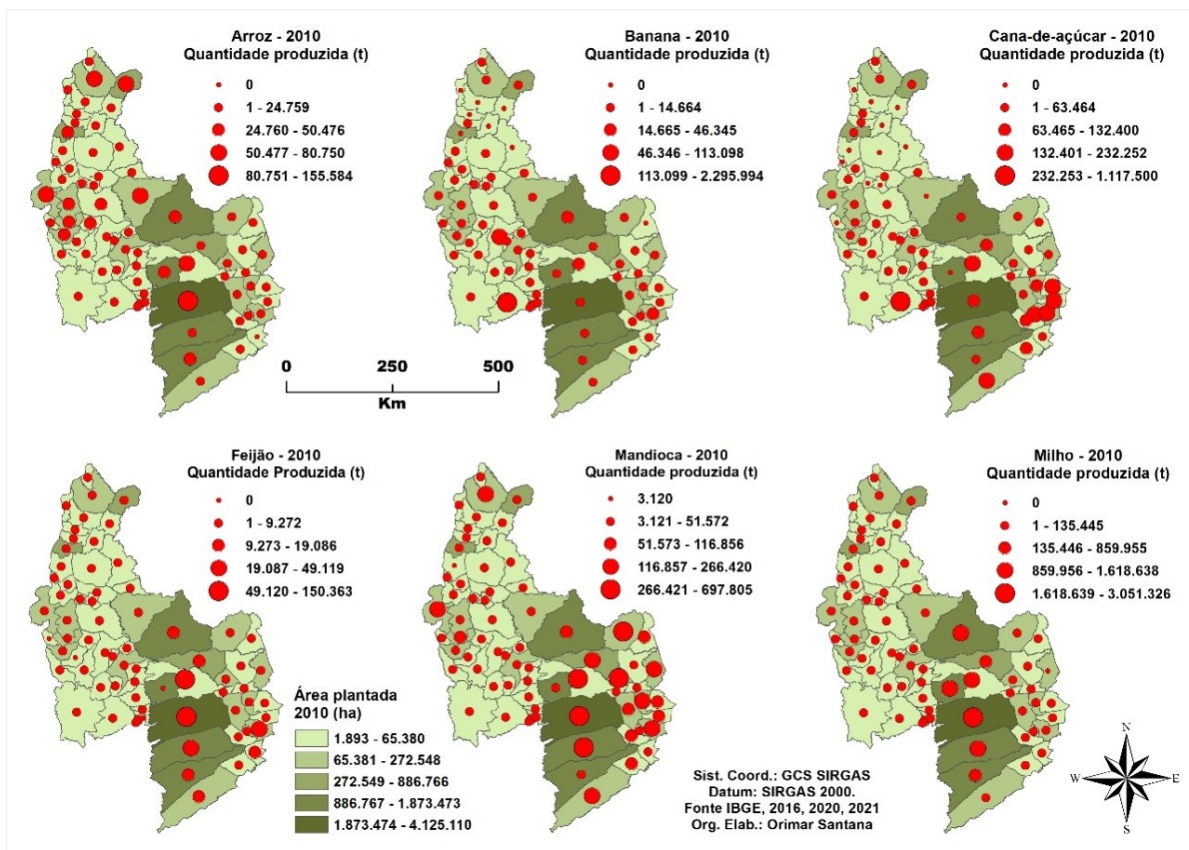 Arroz - 2010
Quantidade produzida (t)
0
1 - 24.759
24.760 - 50.476
50.477 - 80.750
80.751 - 155.584
Banana - 2010
Quantidade produzida (t)
0
1 - 14.664
14.665 - 46.345
46.346 - 113.098
113.099 - 2.295.994
Cana-de-açúcar - 2010
Quantidade produzida (t)
0
1 - 63.464
63.465 - 132.400
132.401 - 232.252
232.253 - 1.117.500
0 250 500
Km
Feijão - 2010
Quantidade Produzida (t)
0
1 - 9.272
9.273 - 19.086
19.087 - 49.119
49.120 - 150.363
Mandioca - 2010
Quantidade produzida (t)
3.120
3.121 - 51.572
51.573 - 116.856
116.857 - 266.420
266.421 - 697.805
Milho - 2010
Quantidade produzida (t)
0
1 - 135.445
135.446 - 859.955
859.956 - 1.618.638
1.618.639 - 3.051.326
Área plantada
2010 (ha)
1.893 - 65.380
65.381 - 272.548
272.549 - 886.766
886.767 - 1.873.473
1.873.474 - 4.125.110
Sist. Coord.: GCS SIRGAS
Datum: SIRGAS 2000.
Fonte IBGE, 2016, 2020, 2021
Org. Elab.: Orimar Santana
N
W E
S